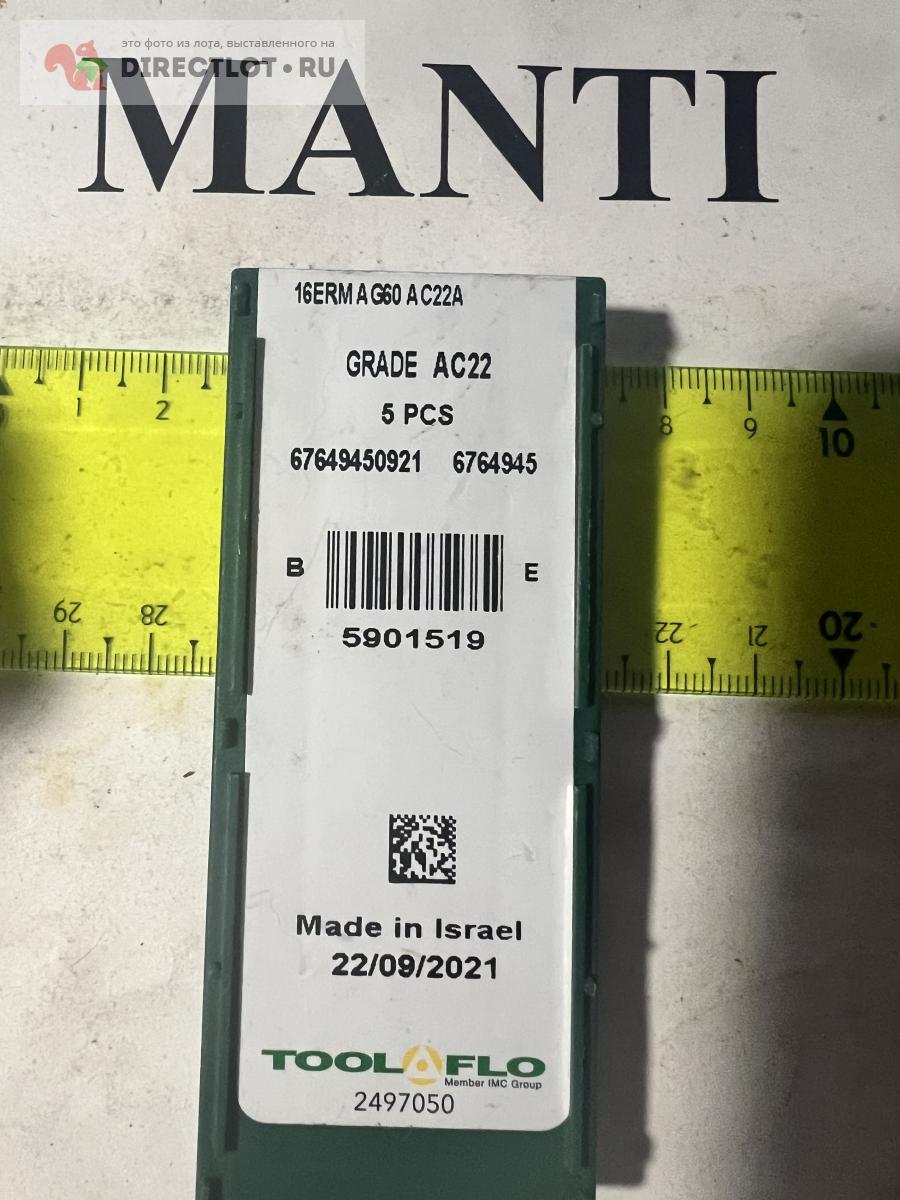 это фото из лота, выставленного на
DIRECTLOT•RU
MANTI
16ERM AG60 AC22A
GRADE AC22
5 PCS
67649450921 6764945
1 2 8 9 10
B E
5901519
29 28 22 21 20
Made in Israel
22/09/2021
TOOL FLO
Member IMC Group
2497050